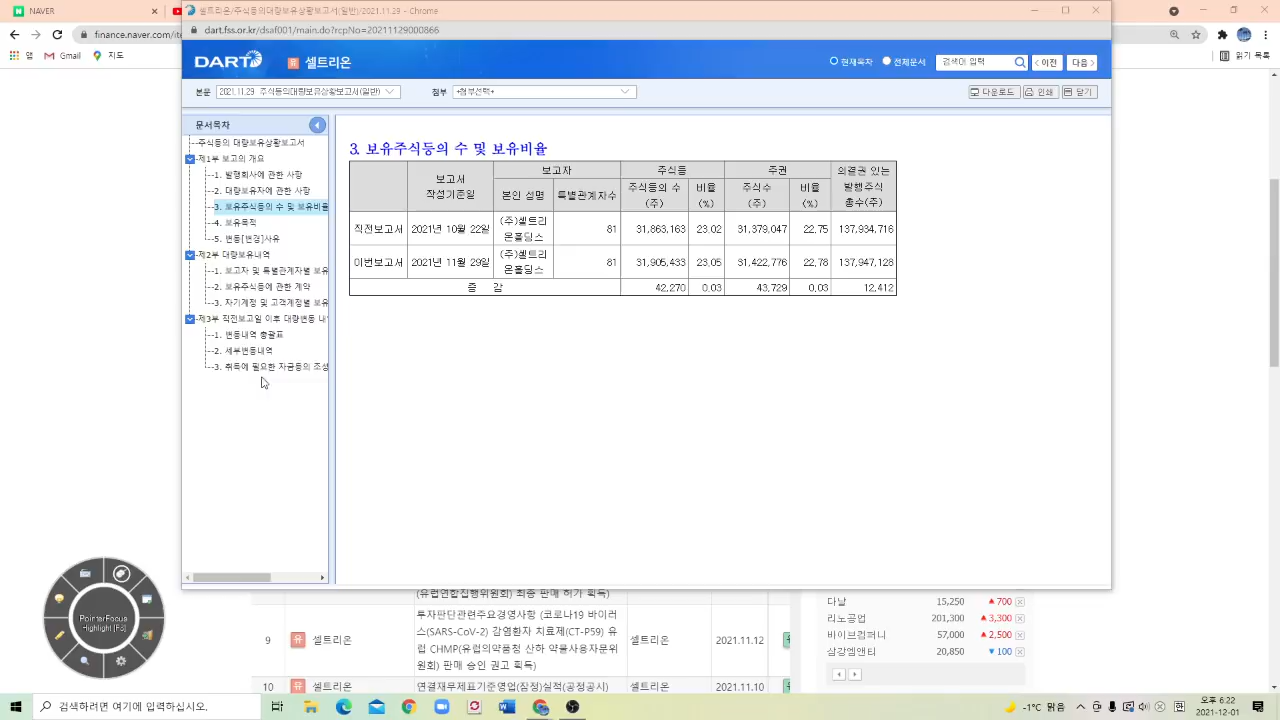 NAVER
셀트리온/주식등의대량보유상황보고서(일반)/2021.11.29 - Chrome
dart.fss.or.kr/dsaf001/main.do?rcpNo=20211129000866
finance.naver.com/it
앱 Gmail 지도
읽기 목록
DART 유 셀트리온
현재목차 전체문서 검색어 입력 <이전 다음>
본문 2021.11.29 주식등의대량보유상황보고서(일반) 첨부 +첨부선택+ 다운로드 인쇄 닫기
문서목차
주식등의 대량보유상황보고서
제1부 보고의 개요
1. 발행회사에 관한 사항
2. 대량보유자에 관한 사항
3. 보유주식등의 수 및 보유비율
4. 보유목적
5. 변동[변경]사유
제2부 대량보유내역
1. 보고자 및 특별관계자별 보유
2. 보유주식등에 관한 계약
3. 자기계정 및 고객계정별 보유
제3부 직전보고일 이후 대량변동 내
1. 변동내역 총괄표
2. 세부변동내역
3. 취득에 필요한 자금등의 조성
3. 보유주식등의 수 및 보유비율
보고서 작성기준일 보고자 주식등 주권 의결권 있는 발행주식 총수(주)
본인 성명 특별관계자수 주식등의 수 (주) 비율 (%) 주식수 (주) 비율 (%)
직전보고서 2021년 10월 22일 (주)셀트리온홀딩스 81 31,863,163 23.02 31,379,047 22.75 137,934,716
이번보고서 2021년 11월 29일 (주)셀트리온홀딩스 81 31,905,433 23.05 31,422,776 22.78 137,947,128
증 감 42,270 0.03 43,729 0.03 12,412
(유럽연합집행위원회) 최종 판매 허가 획득)
9 유 셀트리온 투자판단관련주요경영사항 (코로나19 바이러스(SARS-CoV-2) 감염환자 치료제(CT-P59) 유럽 CHMP(유럽의약품청 산하 약품사용자문위원회) 판매 승인 권고 획득) 셀트리온 2021.11.12
10 유 셀트리온 연결재무제표기준영업(잠정)실적(공정공시) 셀트리온 2021.11.10
다날 15,250 ▲700
리노공업 201,300 ▲3,300
바이브컴퍼니 57,000 ▲2,500
삼강엠앤티 20,850 ▼100
PointerFocus
Highlight [F3]
검색하려면 여기에 입력하십시오.
-1°C 맑음
오후 6:22
2021-12-01